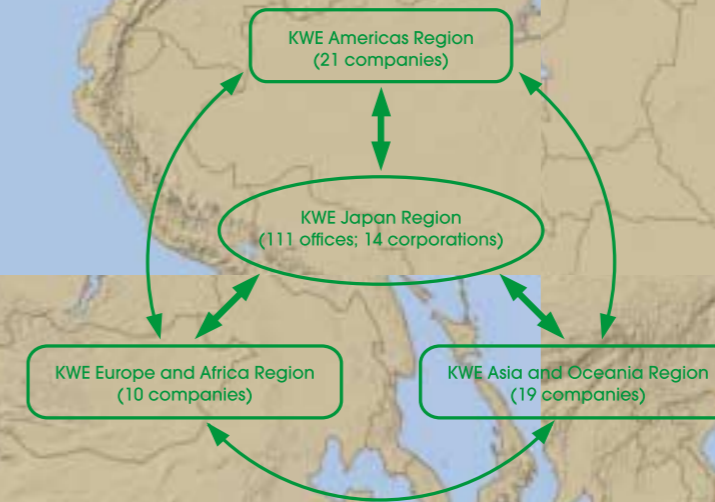 KWE Americas Region
(21 companies)
KWE Japan Region
(111 offices; 14 corporations)
KWE Europe and Africa Region
(10 companies)
KWE Asia and Oceania Region
(19 companies)